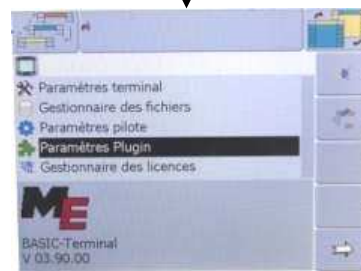 Paramètres terminal
Gestionnaire des fichiers
Paramètres pilote
Paramètres Plugin
Gestionnaire des licences
ME
BASIC-Terminal
V 03.90.00